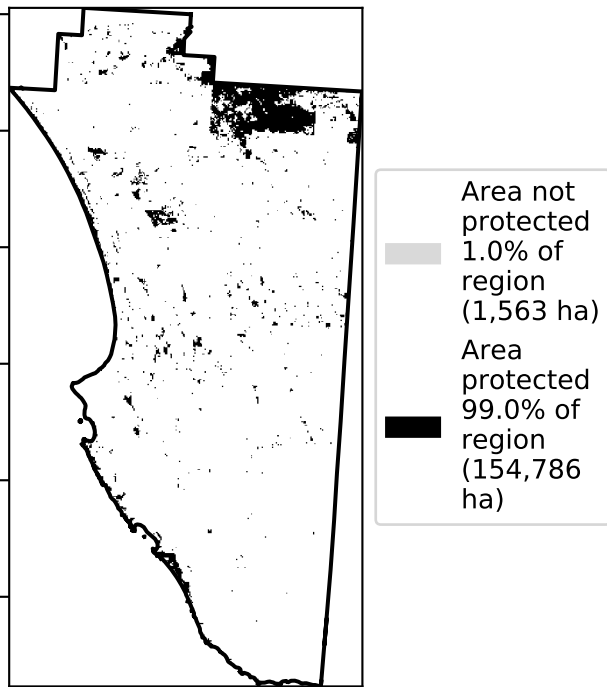 Area not
protected
1.0% of
region
(1,563 ha)
Area
protected
99.0% of
region
(154,786
ha)